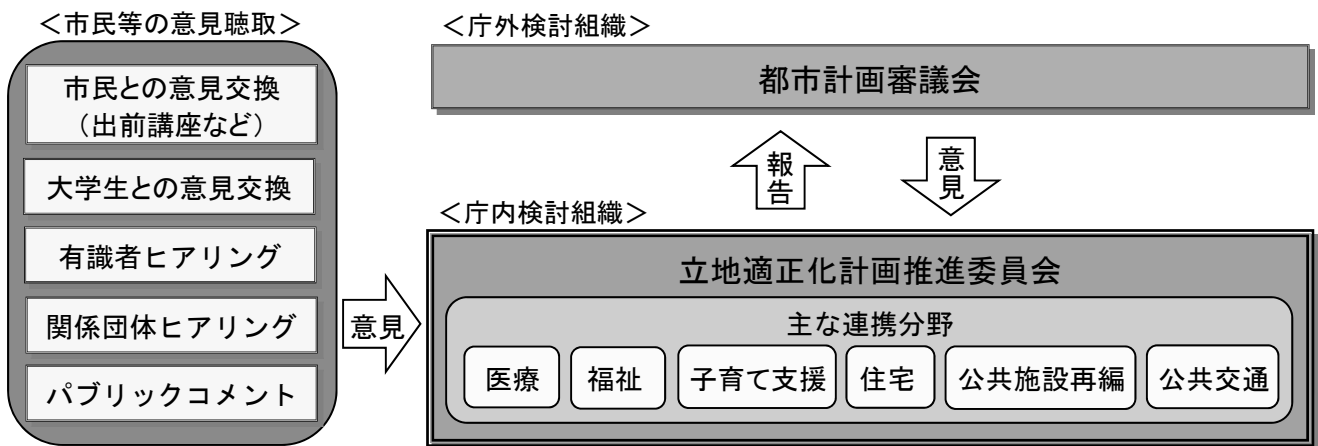 ＜市民等の意見聴取＞
市民との意見交換
（出前講座など）
大学生との意見交換
有識者ヒアリング
関係団体ヒアリング
パブリックコメント
意見
＜庁外検討組織＞
都市計画審議会
報告
意見
＜庁内検討組織＞
立地適正化計画推進委員会
主な連携分野
医療
福祉
子育て支援
住宅
公共施設再編
公共交通